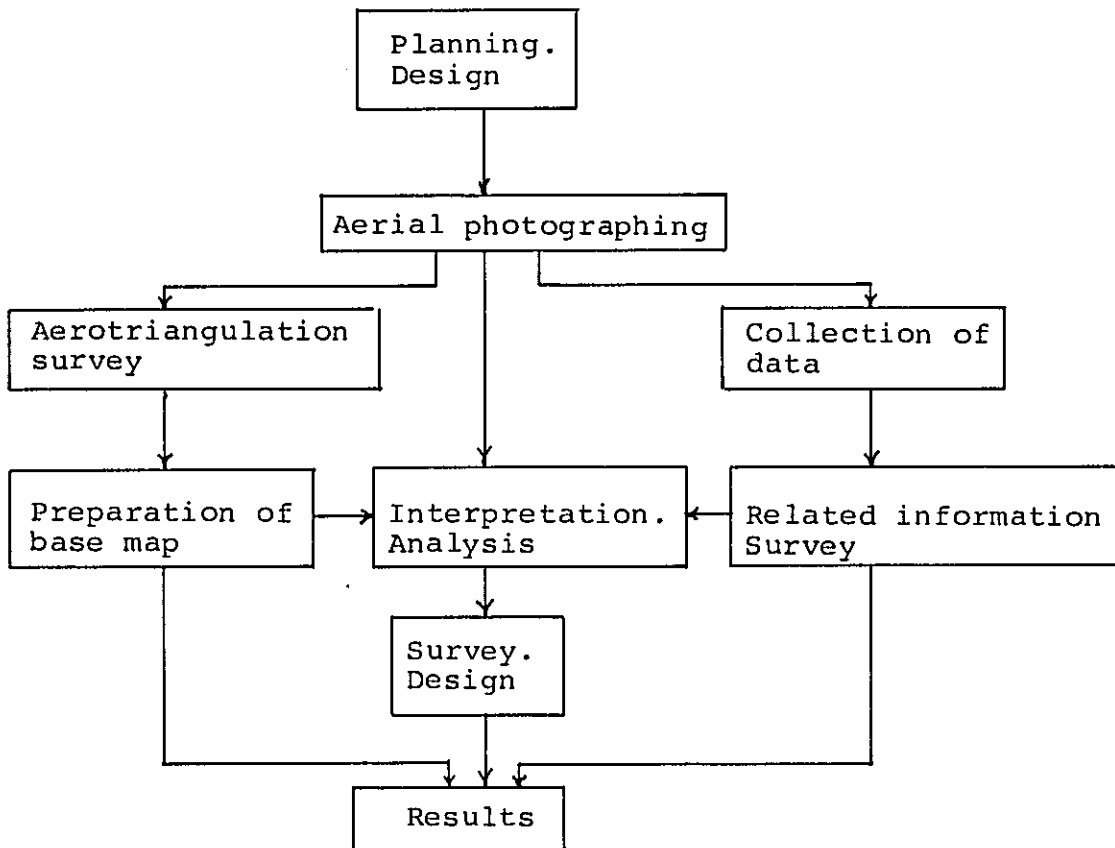 Planning.
Design
Aerial photographing
Aerotriangulation
survey
Collection of
data
Preparation of
base map
Interpretation.
Analysis
Related information
Survey
Survey.
Design
Results